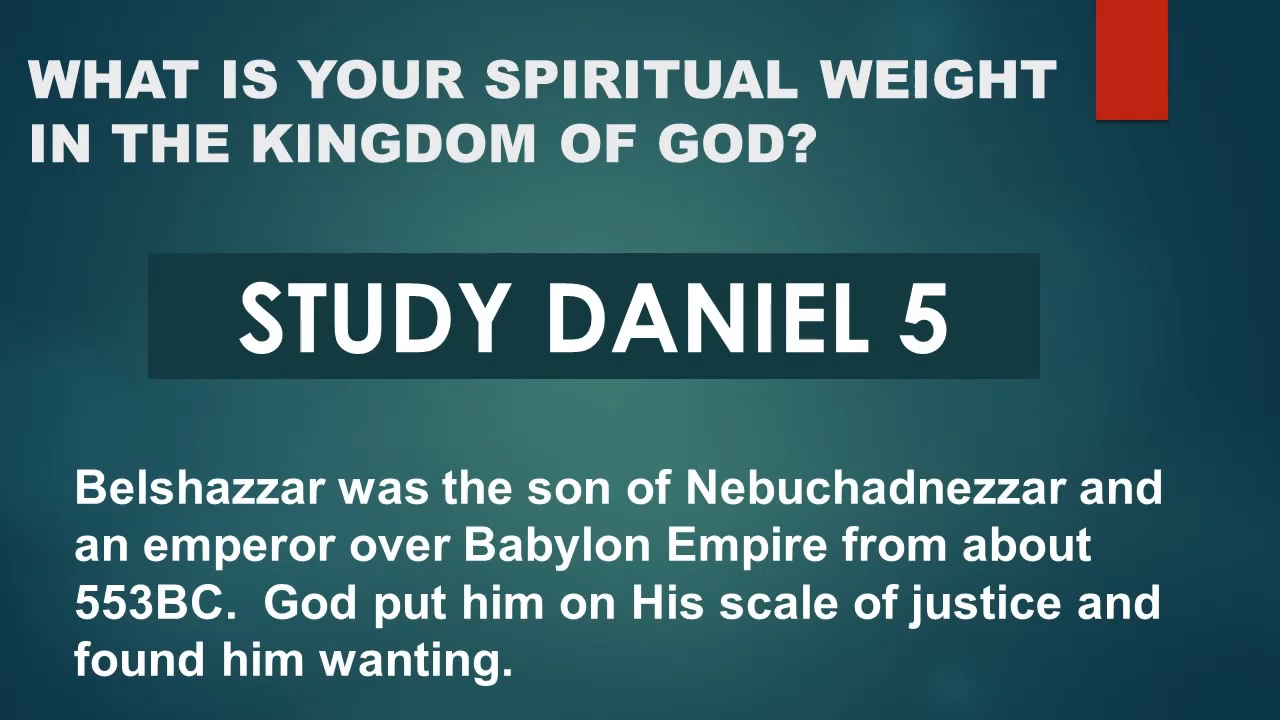 WHAT IS YOUR SPIRITUAL WEIGHT
IN THE KINGDOM OF GOD?
STUDY DANIEL 5
Belshazzar was the son of Nebuchadnezzar and
an emperor over Babylon Empire from about
553BC.  God put him on His scale of justice and
found him wanting.